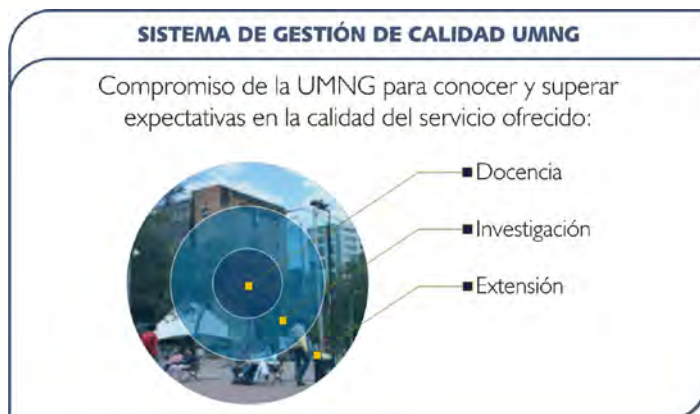 SISTEMA DE GESTIÓN DE CALIDAD UMNG
Compromiso de la UMNG para conocer y superar
expectativas en la calidad del servicio ofrecido:
Docencia
Investigación
Extensión